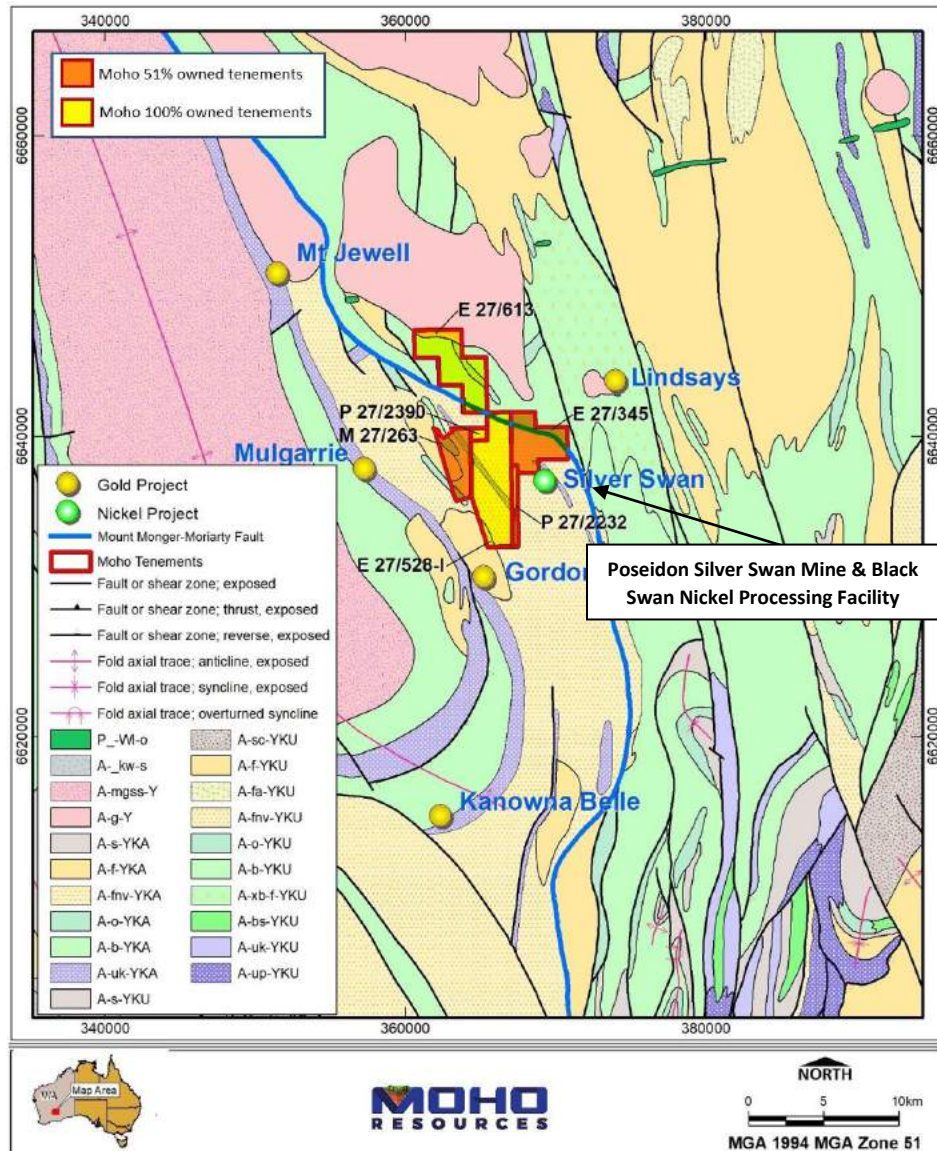 340000 360000 380000
Moho 51% owned tenements
Moho 100% owned tenements
6660000
6660000
Mt Jewell
E 27/613
Lindsays
P 27/2390
E 27/345
M 27/263
6640000
6640000
Mulgarrie
Silver Swan
P 27/2232
E 27/528-I
Gordon
Poseidon Silver Swan Mine & Black
Swan Nickel Processing Facility
Kanowna Belle
6620000
6620000
Gold Project
Nickel Project
Mount Monger-Moriarty Fault
Moho Tenements
Fault or shear zone; exposed
Fault or shear zone; thrust, exposed
Fault or shear zone; reverse, exposed
Fold axial trace; anticline, exposed
Fold axial trace; syncline, exposed
Fold axial trace; overturned syncline
P_-WI-o
A-_kw-s
A-mgss-Y
A-g-Y
A-s-YKA
A-f-YKA
A-fnv-YKA
A-o-YKA
A-b-YKA
A-uk-YKA
A-s-YKU
A-sc-YKU
A-f-YKU
A-fa-YKU
A-fnv-YKU
A-o-YKU
A-b-YKU
A-xb-f-YKU
A-bs-YKU
A-uk-YKU
A-up-YKU
340000 360000 380000
WA
Map Area
MOHO
RESOURCES
NORTH
0 5 10km
MGA 1994 MGA Zone 51